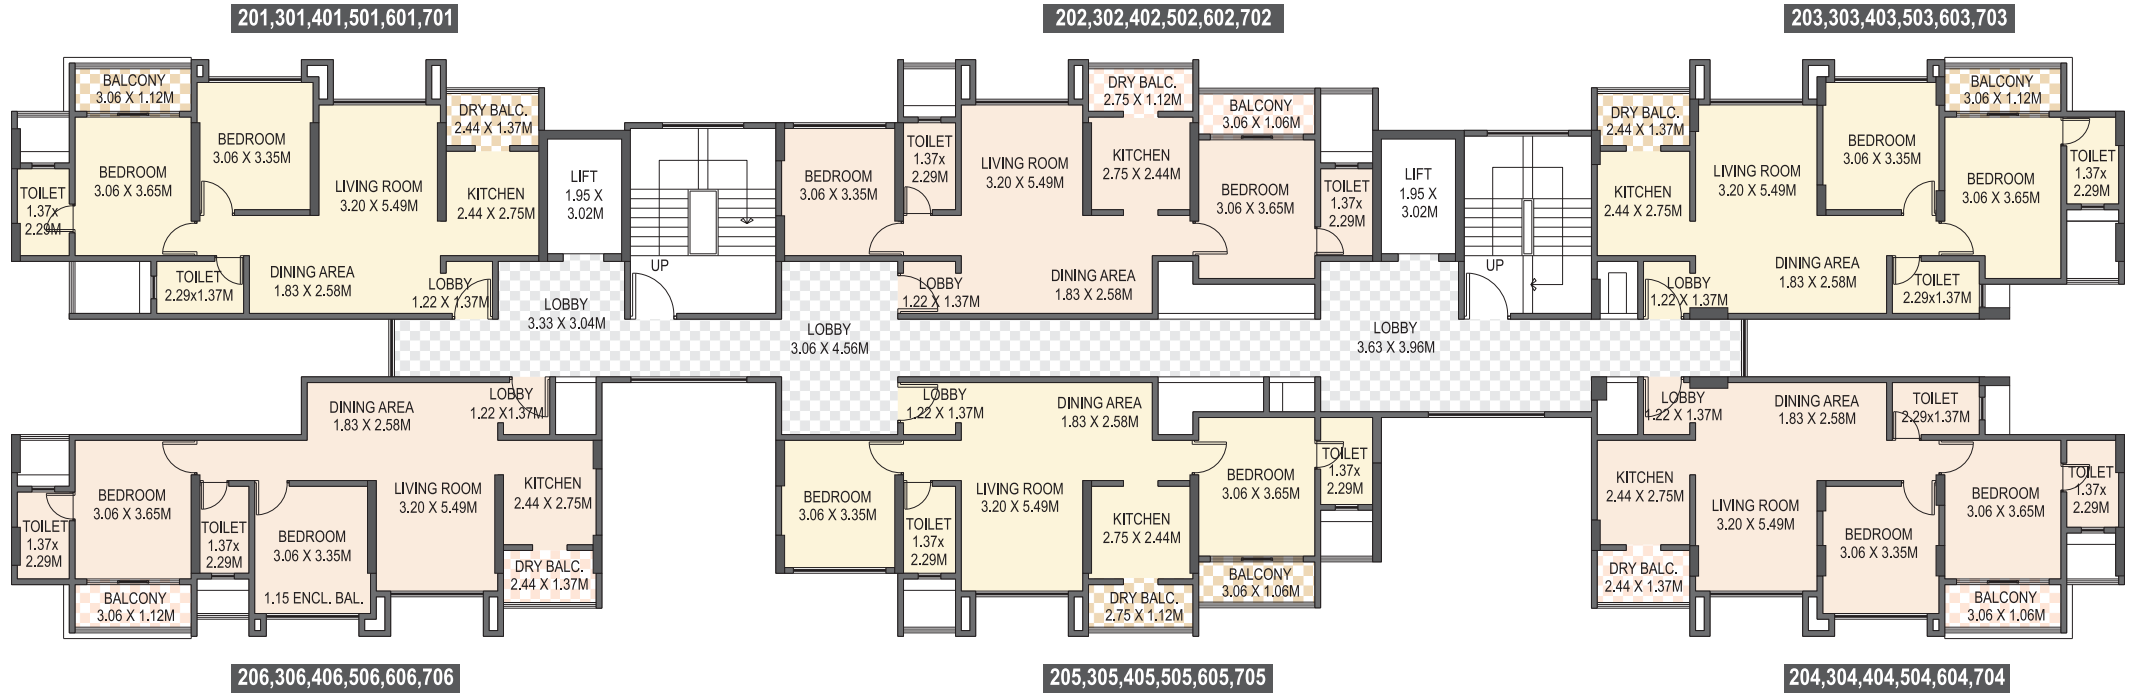 201,301,401,501,601,701
202,302,402,502,602,702
203,303,403,503,603,703
BALCONY
3.06 X 1.12M
DRY BALC.
2.44 X 1.37M
BEDROOM
3.06 X 3.35M
BEDROOM
3.06 X 3.65M
LIVING ROOM
3.20 X 5.49M
KITCHEN
2.44 X 2.75M
TOILET
1.37x
2.29M
TOILET
2.29x1.37M
DINING AREA
1.83 X 2.58M
LOBBY
1.22 X 1.37M
LIFT
1.95 X
3.02M
UP
LOBBY
3.33 X 3.04M
DRY BALC.
2.75 X 1.12M
BALCONY
3.06 X 1.06M
BEDROOM
3.06 X 3.35M
TOILET
1.37x
2.29M
LIVING ROOM
3.20 X 5.49M
KITCHEN
2.75 X 2.44M
BEDROOM
3.06 X 3.65M
TOILET
1.37x
2.29M
LOBBY
1.22 X 1.37M
DINING AREA
1.83 X 2.58M
LOBBY
3.06 X 4.56M
LIFT
1.95 X
3.02M
UP
LOBBY
3.63 X 3.96M
DRY BALC.
2.44 X 1.37M
BALCONY
3.06 X 1.12M
LIVING ROOM
3.20 X 5.49M
BEDROOM
3.06 X 3.35M
TOILET
1.37x
2.29M
KITCHEN
2.44 X 2.75M
BEDROOM
3.06 X 3.65M
LOBBY
1.22 X 1.37M
DINING AREA
1.83 X 2.58M
TOILET
2.29x1.37M
DINING AREA
1.83 X 2.58M
LOBBY
1.22 X1.37M
BEDROOM
3.06 X 3.65M
LIVING ROOM
3.20 X 5.49M
KITCHEN
2.44 X 2.75M
TOILET
1.37x
2.29M
TOILET
1.37x
2.29M
BEDROOM
3.06 X 3.35M
DRY BALC.
2.44 X 1.37M
BALCONY
3.06 X 1.12M
1.15 ENCL. BAL.
LOBBY
1.22 X 1.37M
DINING AREA
1.83 X 2.58M
BEDROOM
3.06 X 3.35M
LIVING ROOM
3.20 X 5.49M
BEDROOM
3.06 X 3.65M
TOILET
1.37x
2.29M
TOILET
1.37x
2.29M
KITCHEN
2.75 X 2.44M
DRY BALC.
2.75 X 1.12M
BALCONY
3.06 X 1.06M
LOBBY
1.22 X 1.37M
DINING AREA
1.83 X 2.58M
TOILET
2.29x1.37M
KITCHEN
2.44 X 2.75M
LIVING ROOM
3.20 X 5.49M
BEDROOM
3.06 X 3.35M
BEDROOM
3.06 X 3.65M
TOILET
1.37x
2.29M
DRY BALC.
2.44 X 1.37M
BALCONY
3.06 X 1.06M
206,306,406,506,606,706
205,305,405,505,605,705
204,304,404,504,604,704